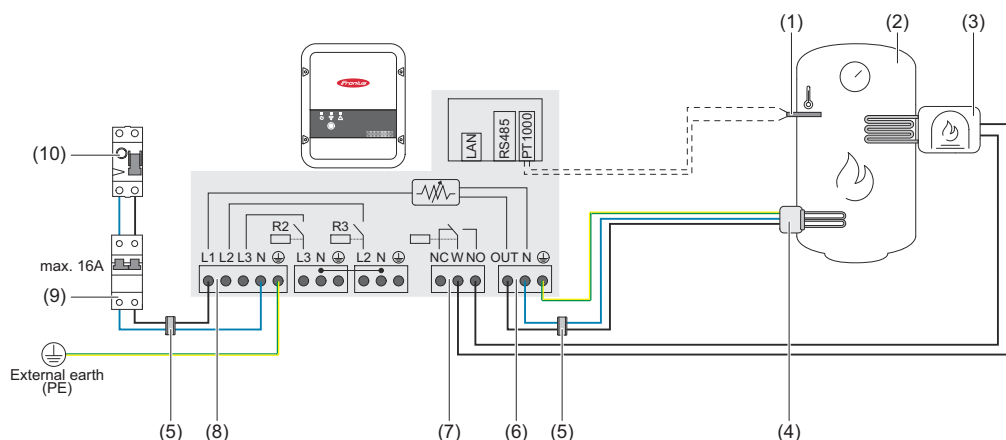 (1) (2) (3)
Fronius
LAN
RS485
PT1000
(10)
R2 R3
L1 L2 L3 N L3 N L2 N NC W NO OUT N
max. 16A
(9)
External earth
(PE)
(5) (8) (7) (6) (5) (4)